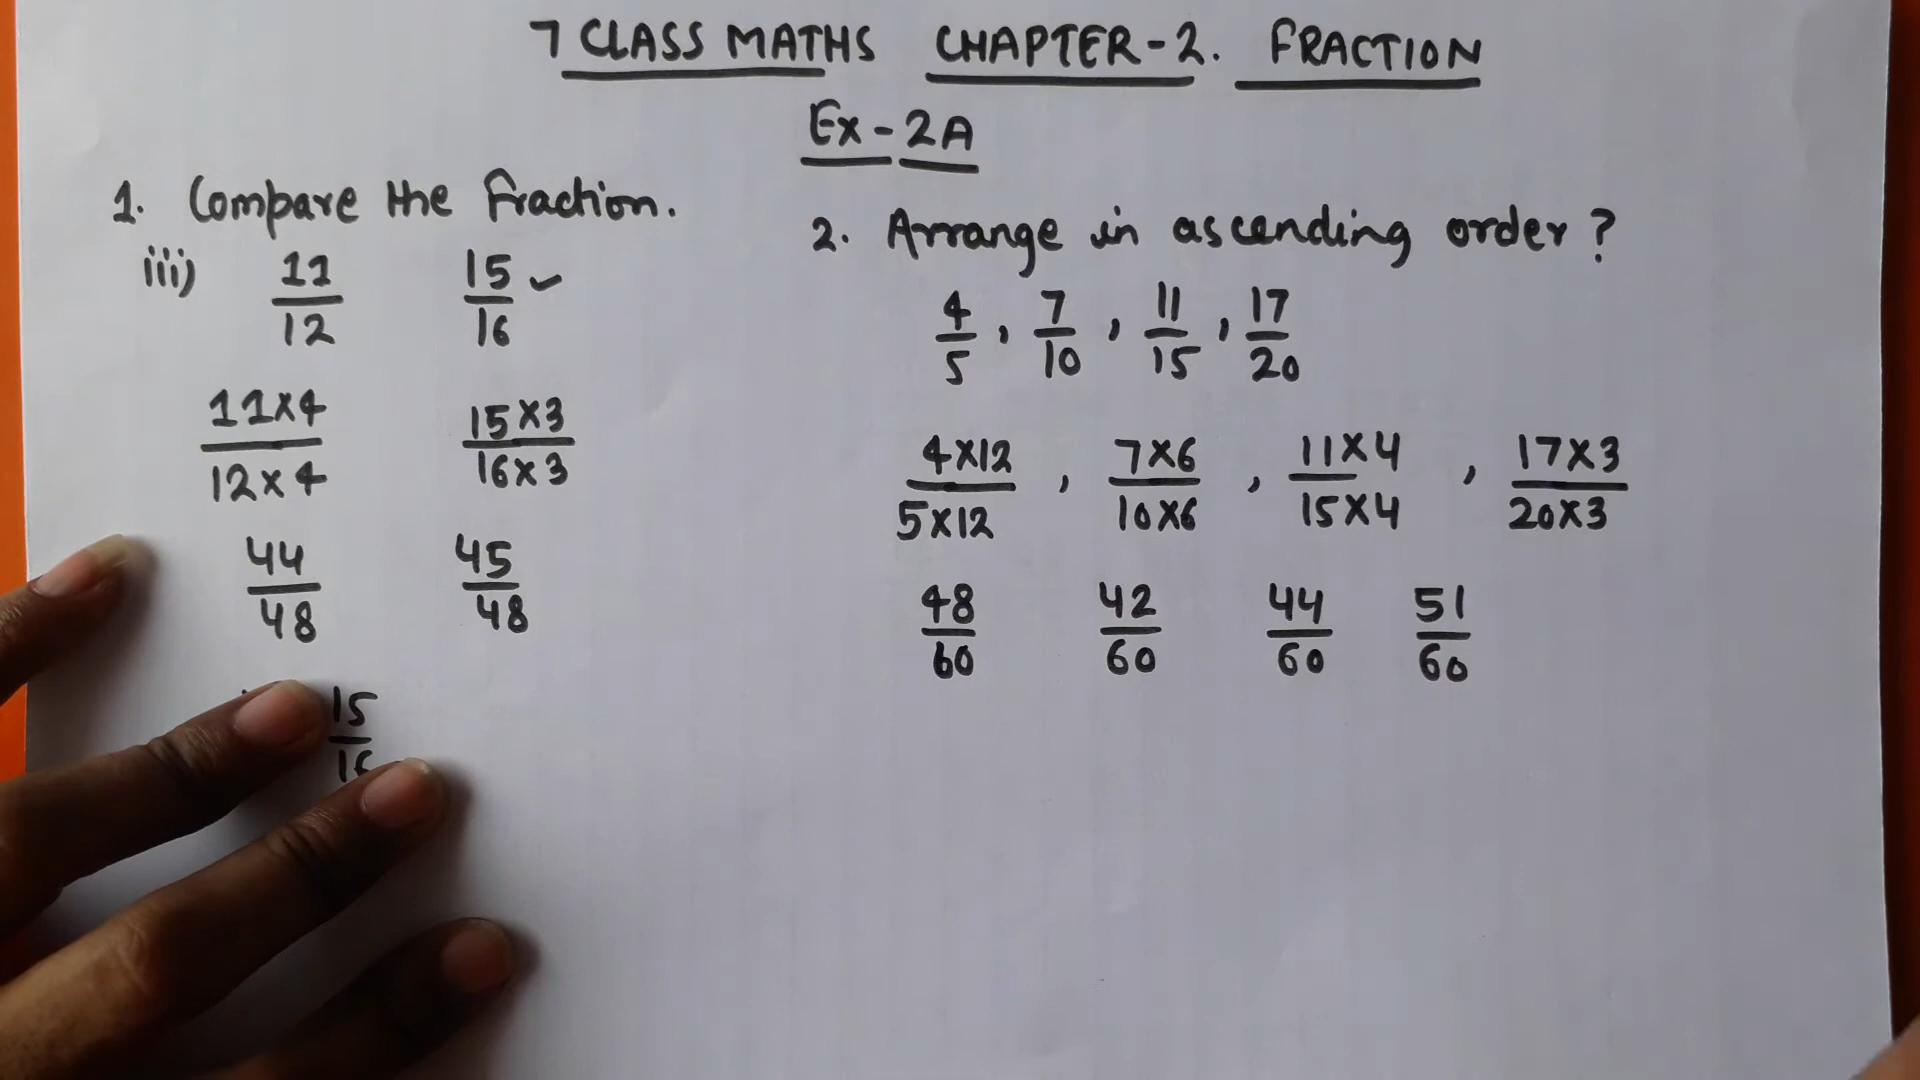 7 CLASS MATHS CHAPTER-2. FRACTION
Ex-2A
1. Compare the fraction.
iii) 11/12 15/16 ✓
11×4/12×4 15×3/16×3
44/48 45/48
15/16
2. Arrange in ascending order?
4/5, 7/10, 11/15, 17/20
4×12/5×12, 7×6/10×6, 11×4/15×4, 17×3/20×3
48/60 42/60 44/60 51/60